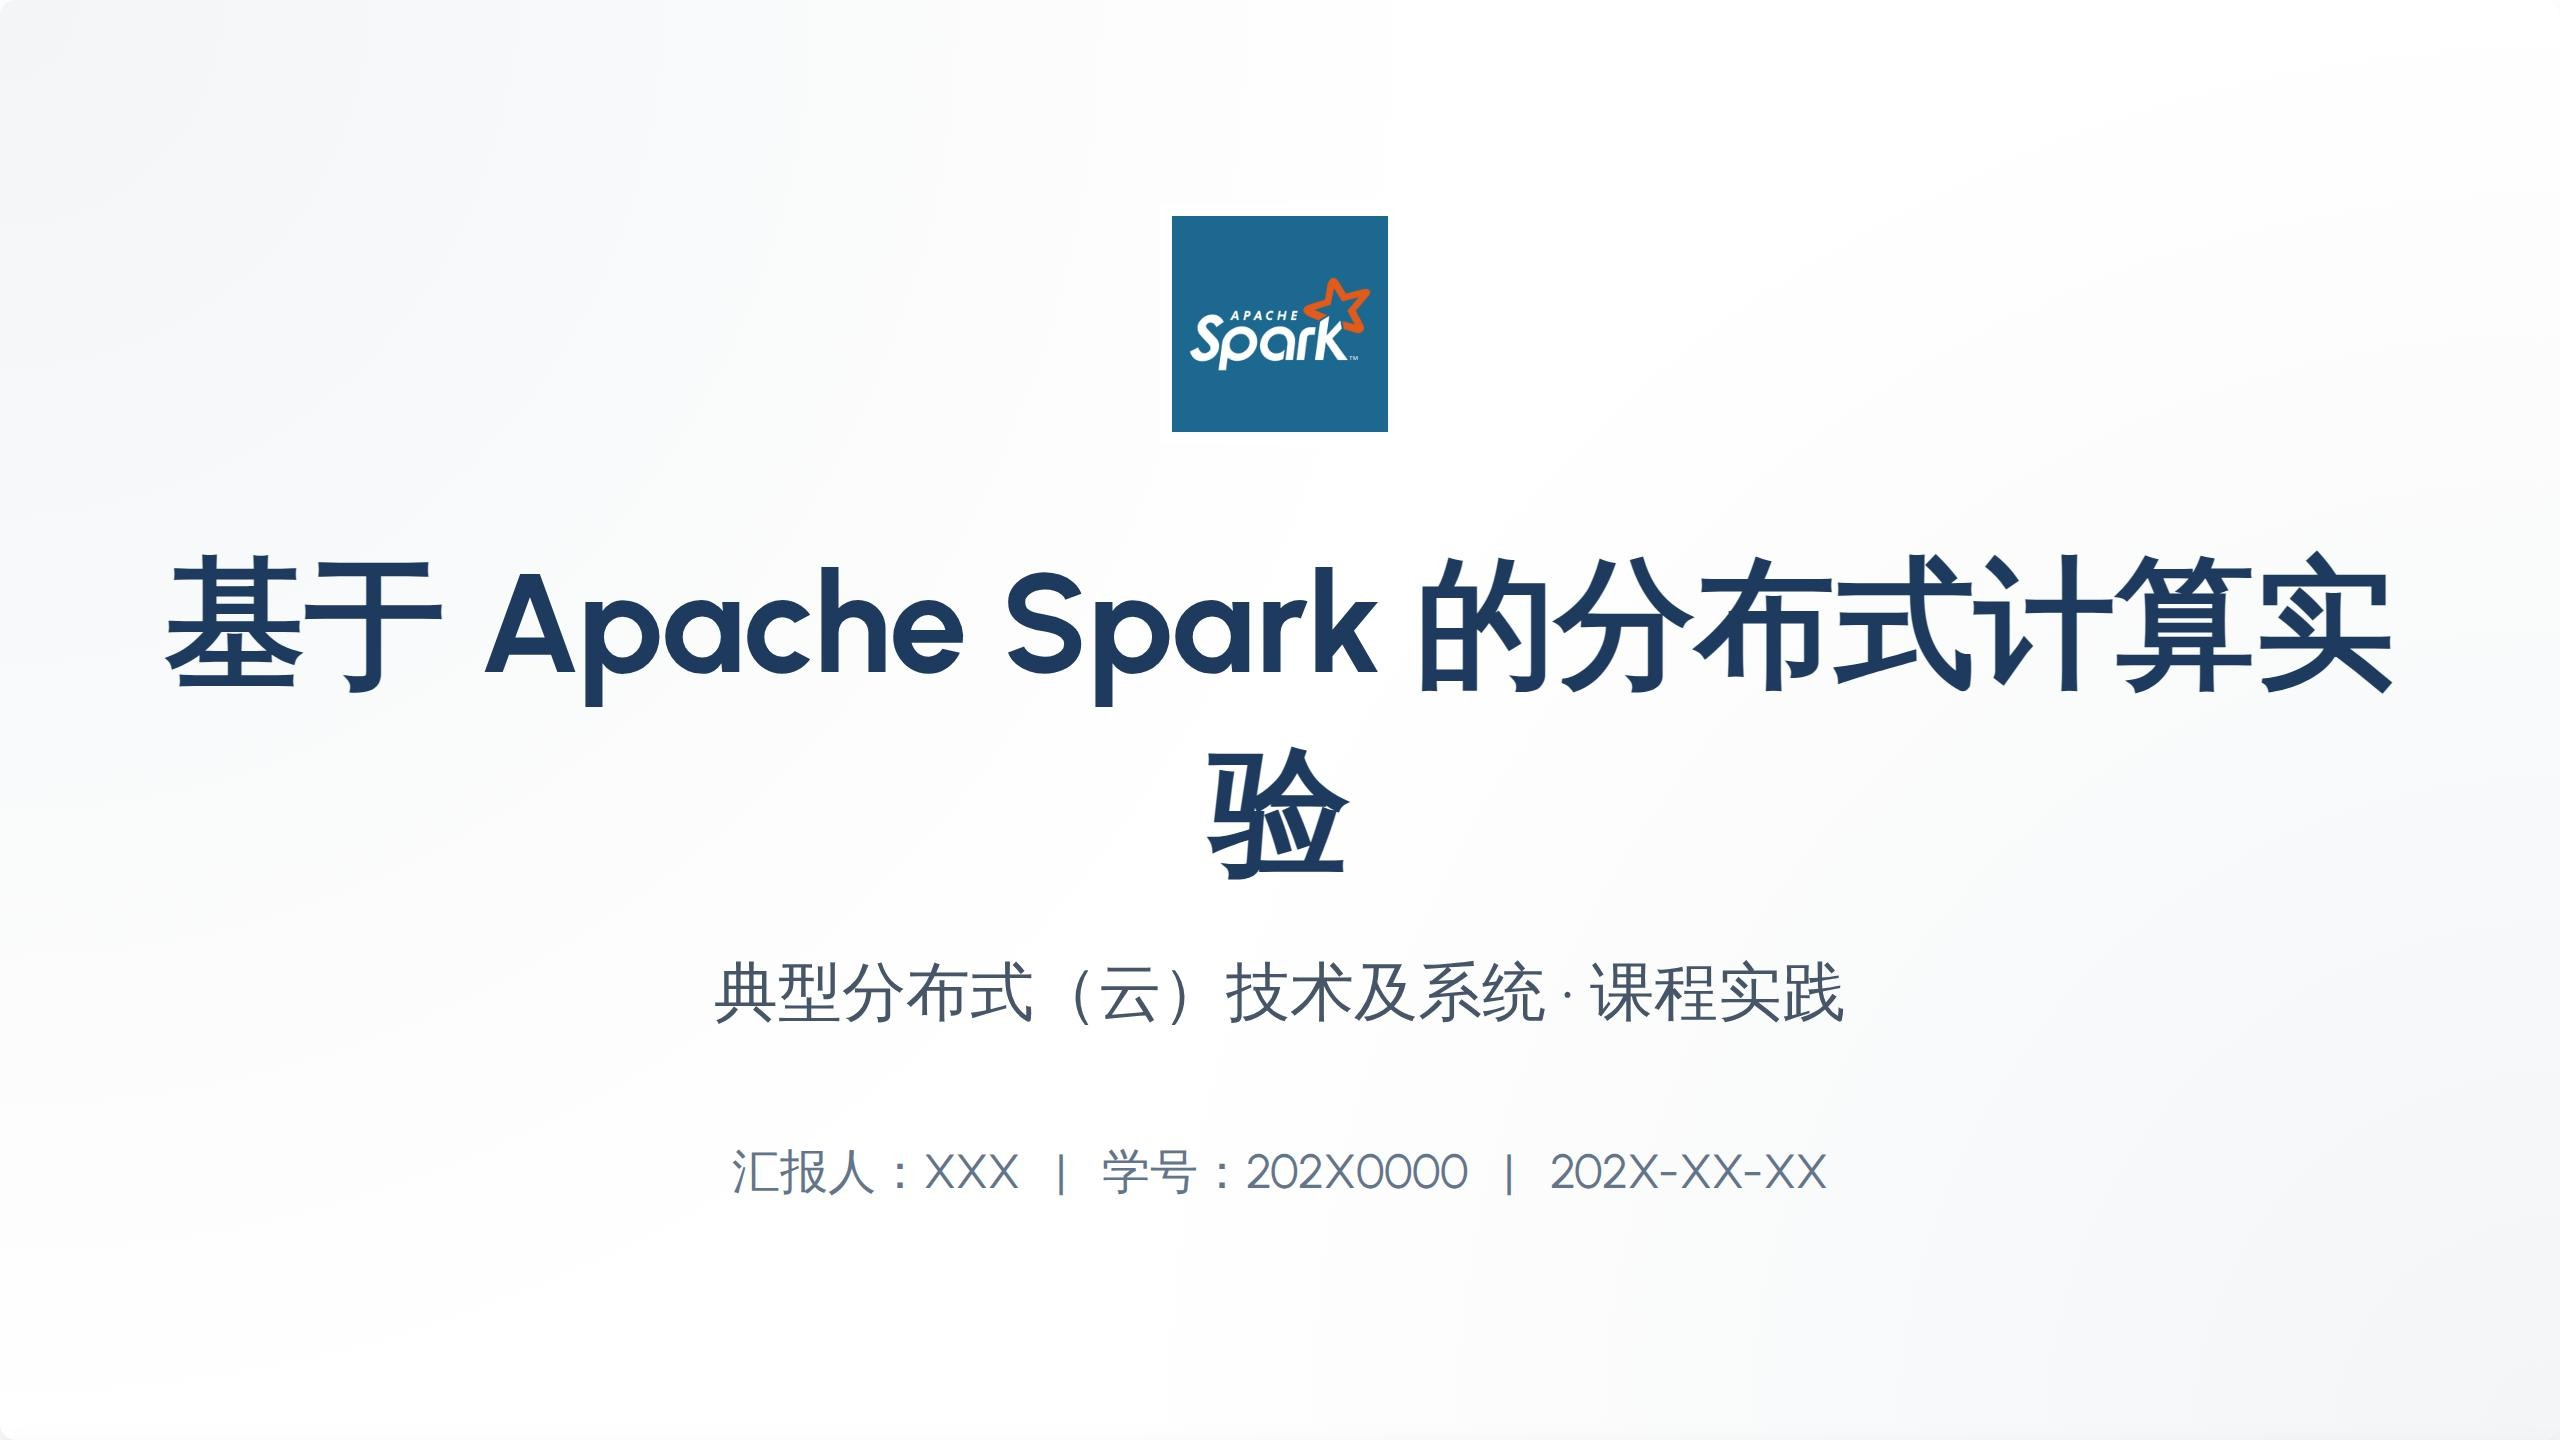 APACHE
Spark™
基于 Apache Spark 的分布式计算实
验
典型分布式（云）技术及系统 · 课程实践
汇报人：XXX | 学号：202X0000 | 202X-XX-XX